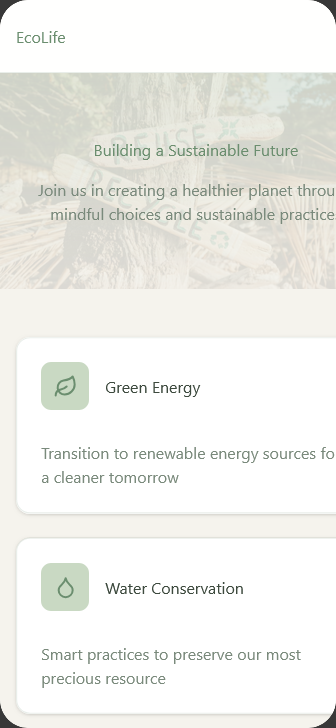 EcoLife
REUSE
Building a Sustainable Future
Join us in creating a healthier planet throu
mindful choices and sustainable practice
Green Energy
Transition to renewable energy sources fo
a cleaner tomorrow
Water Conservation
Smart practices to preserve our most
precious resource